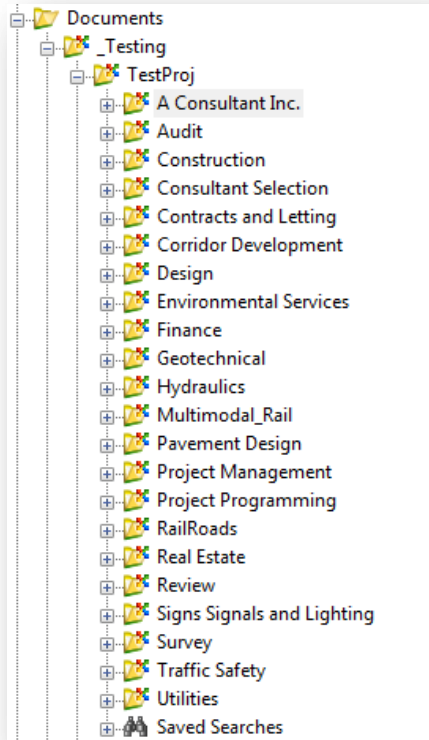 Documents
_Testing
TestProj
A Consultant Inc.
Audit
Construction
Consultant Selection
Contracts and Letting
Corridor Development
Design
Environmental Services
Finance
Geotechnical
Hydraulics
Multimodal_Rail
Pavement Design
Project Management
Project Programming
RailRoads
Real Estate
Review
Signs Signals and Lighting
Survey
Traffic Safety
Utilities
Saved Searches